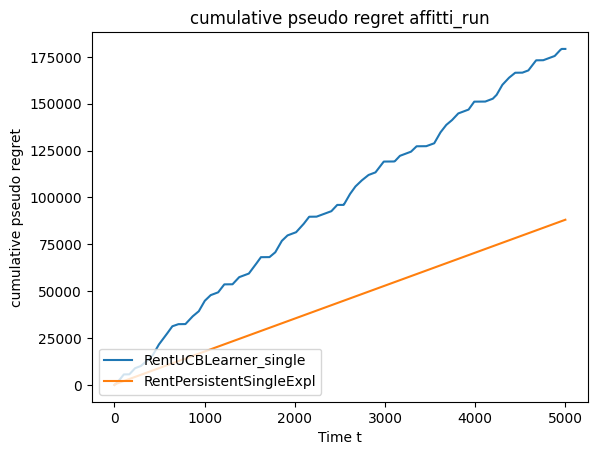 cumulative pseudo regret affitti_run
cumulative pseudo regret
175000
150000
125000
100000
75000
50000
25000
0
RentUCBLearner_single
RentPersistentSingleExpl
0 1000 2000 3000 4000 5000
Time t